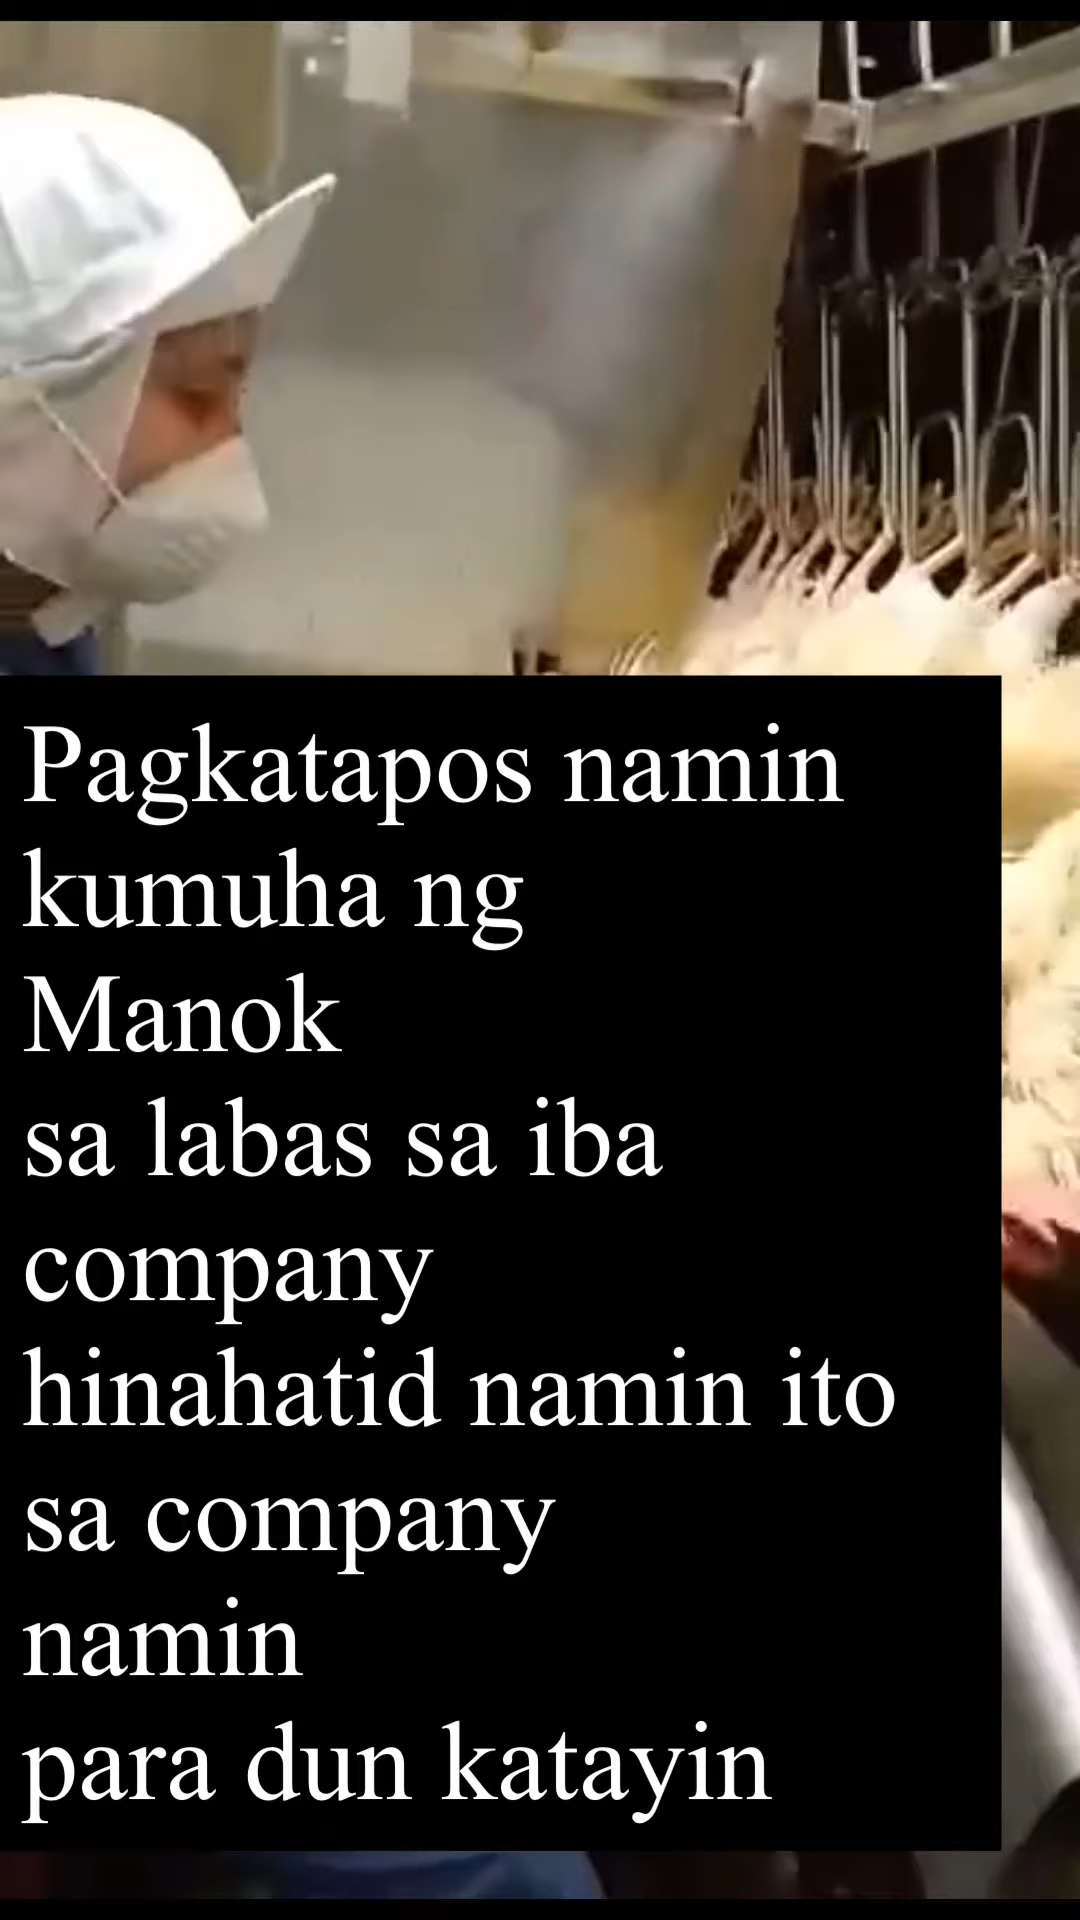 Pagkatapos namin
kumuha ng
Manok
sa labas sa iba
company
hinahatid namin ito
sa company
namin
para dun katayin